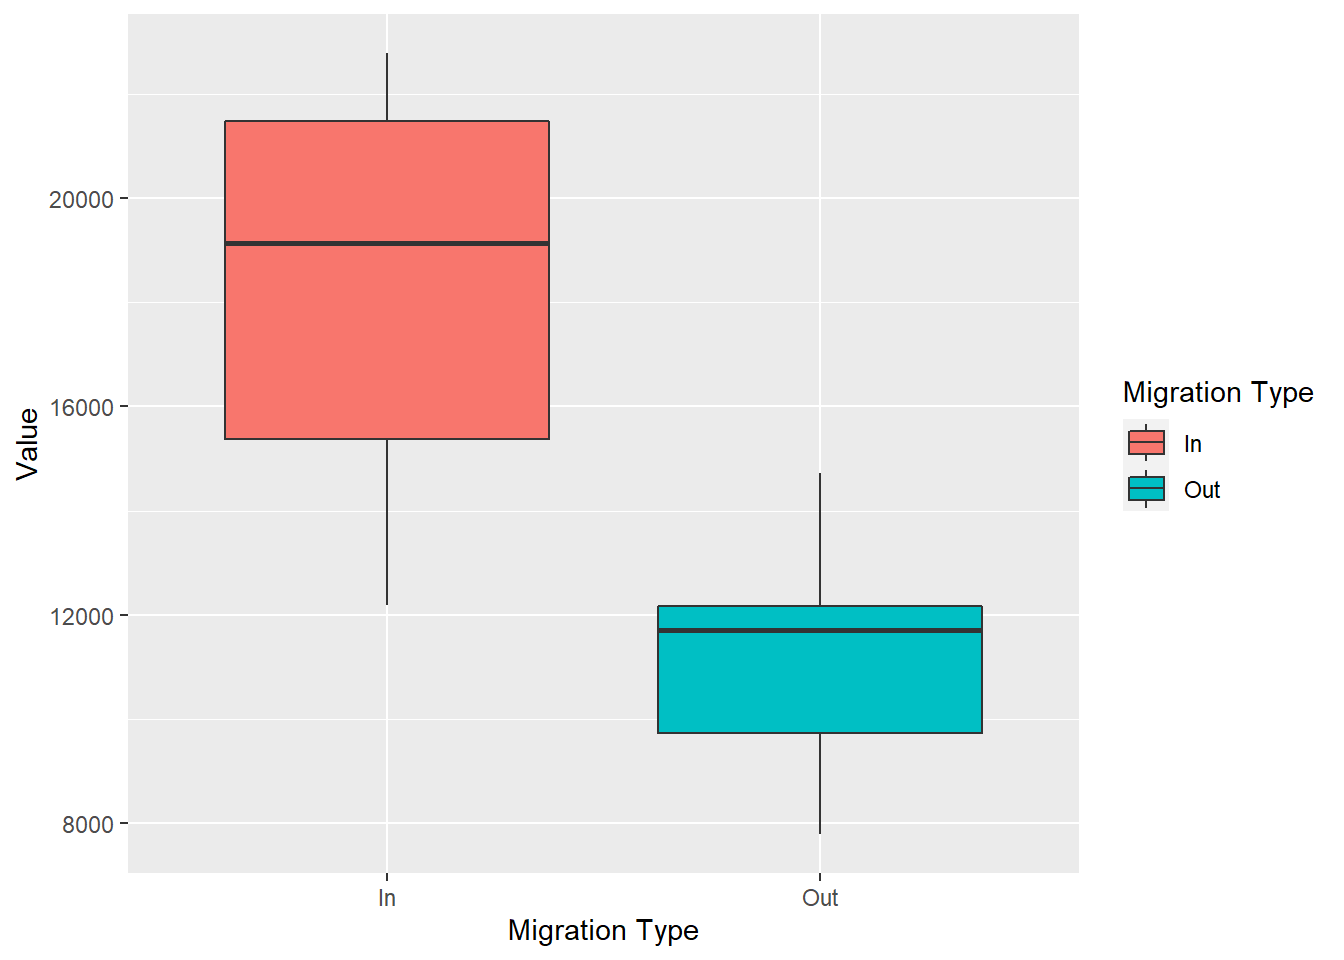 20000
16000
12000
8000
Value
In
Out
Migration Type
Migration Type
In
Out